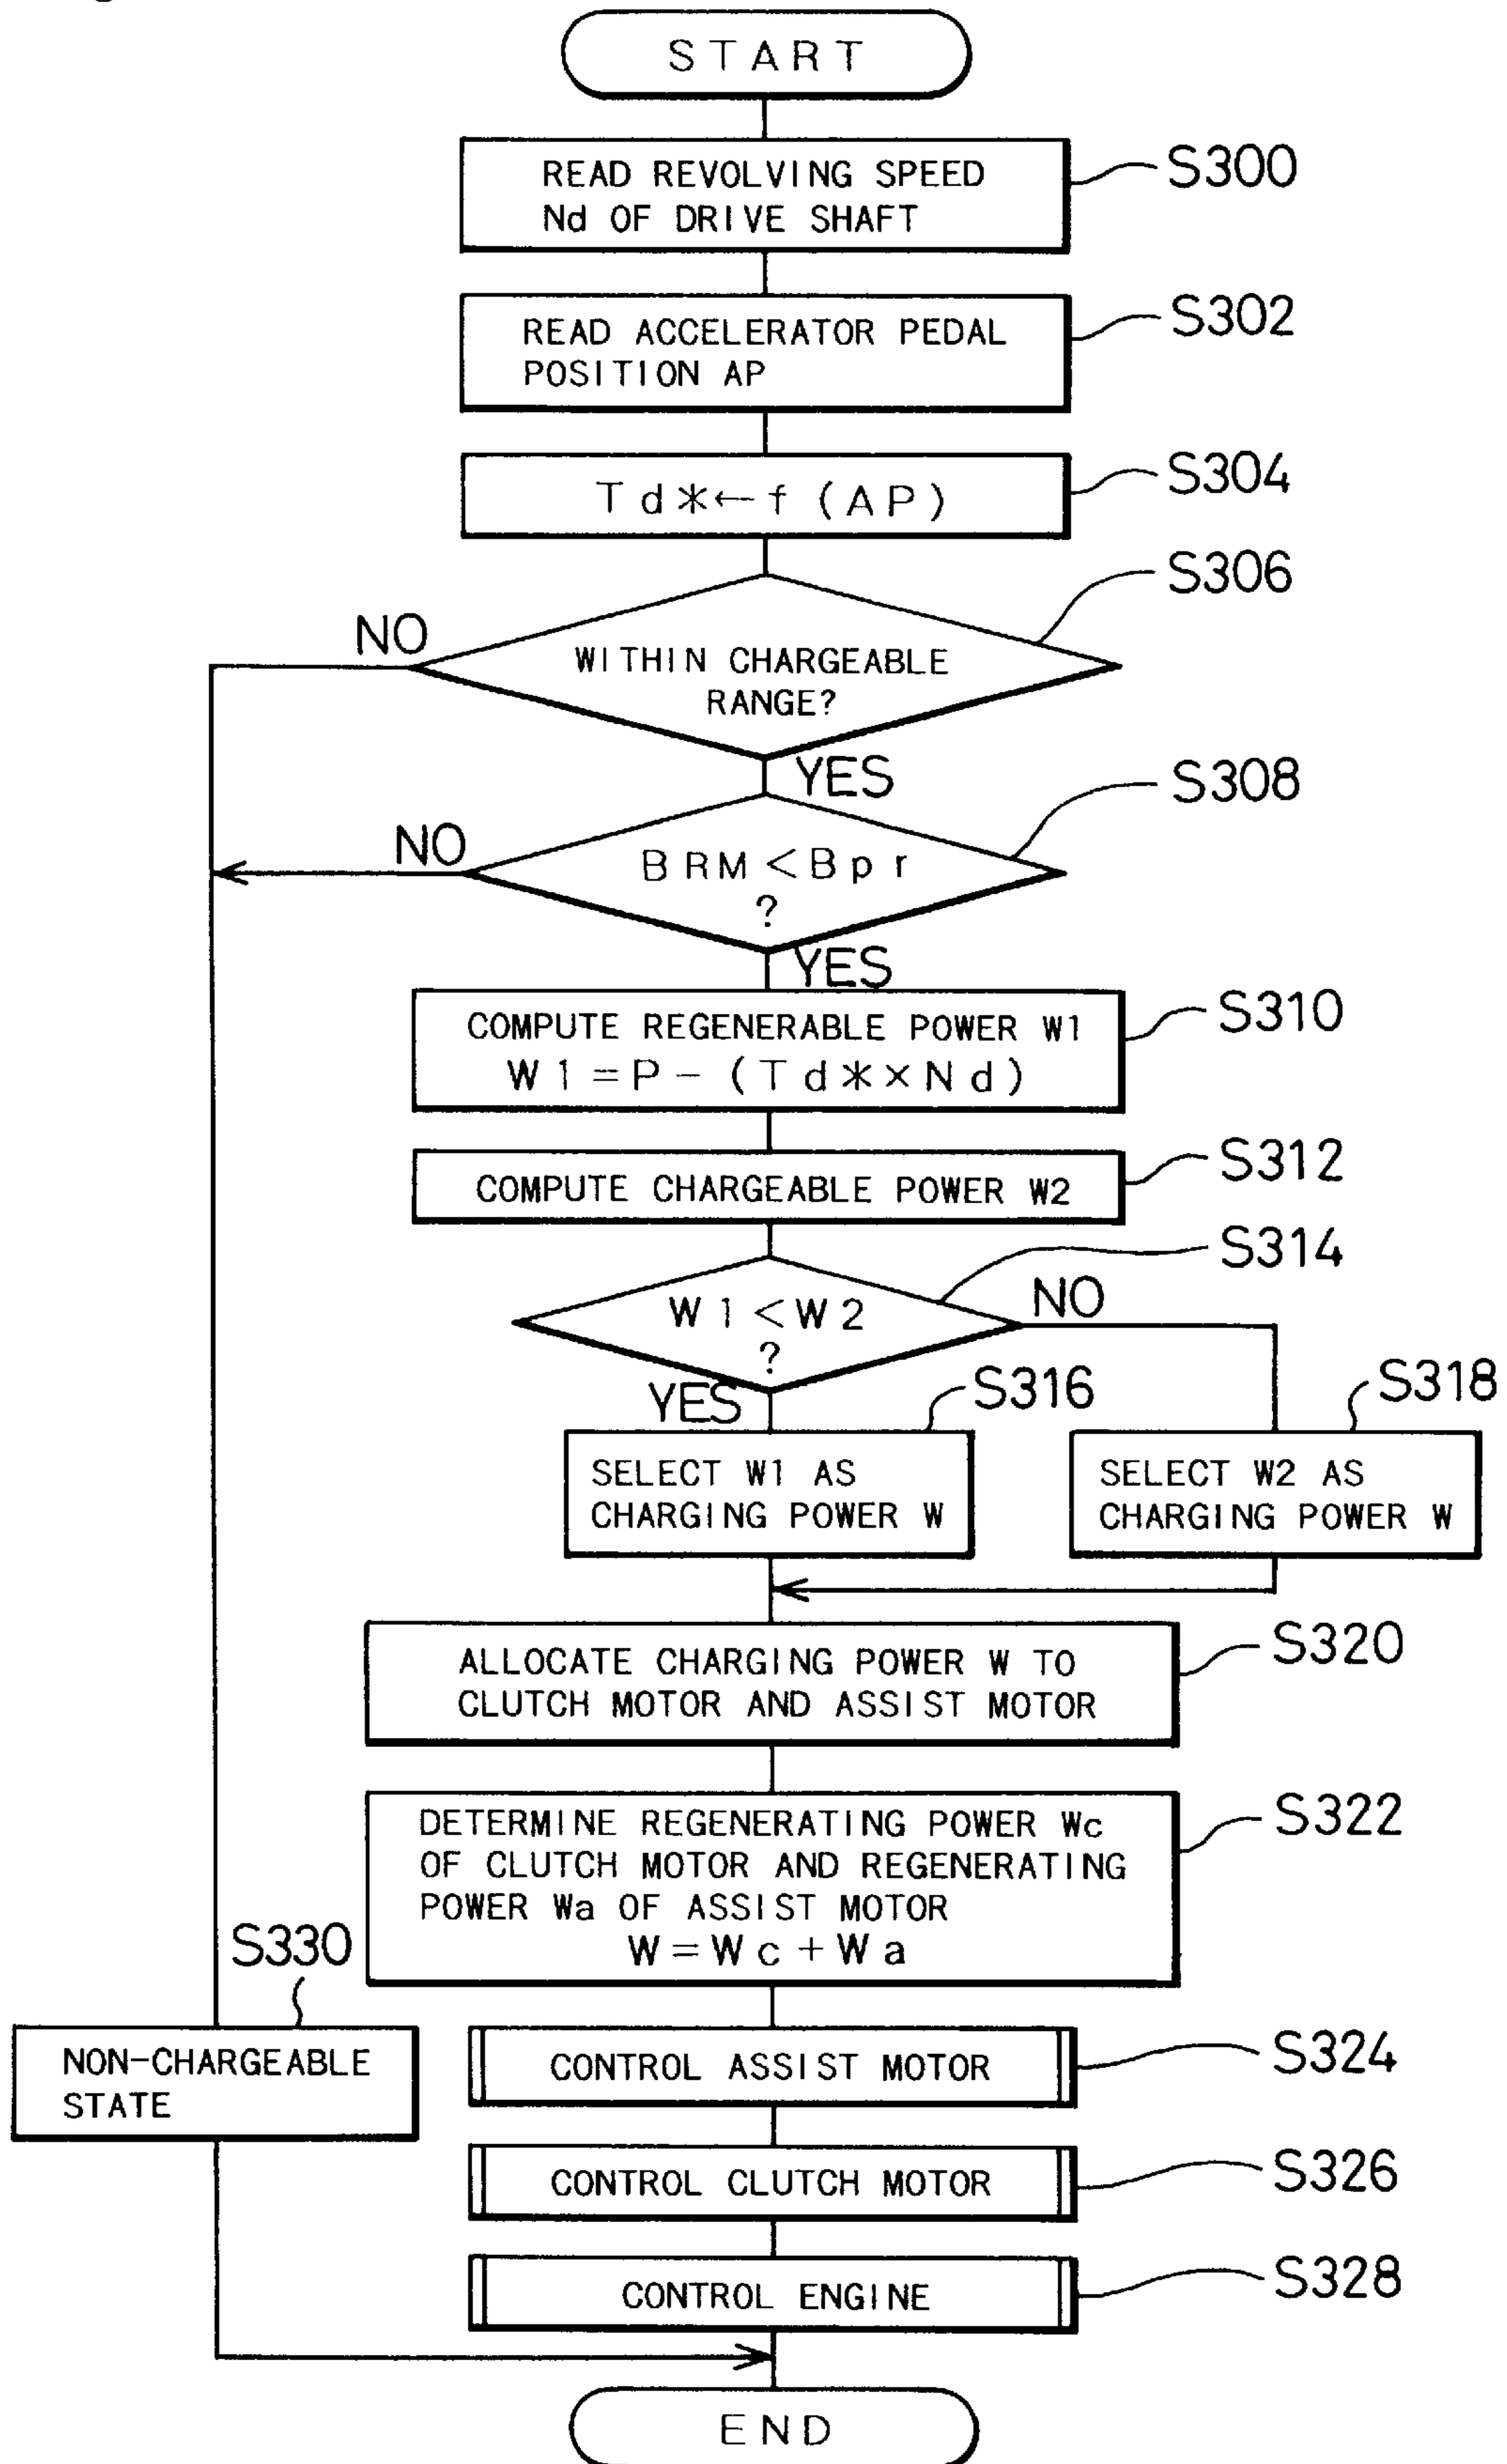 START
READ REVOLVING SPEED
Nd OF DRIVE SHAFT
S300
READ ACCELERATOR PEDAL
POSITION AP
S302
Td*←f(AP)
S304
S306
NO
WITHIN CHARGEABLE
RANGE?
YES
S308
NO
BRM<Bpr
?
YES
COMPUTE REGENERABLE POWER W1
W1=P-(Td*×Nd)
S310
COMPUTE CHARGEABLE POWER W2
S312
S314
W1<W2
?
NO
YES
S316
S318
SELECT W1 AS
CHARGING POWER W
SELECT W2 AS
CHARGING POWER W
ALLOCATE CHARGING POWER W TO
CLUTCH MOTOR AND ASSIST MOTOR
S320
DETERMINE REGENERATING POWER Wc
OF CLUTCH MOTOR AND REGENERATING
POWER Wa OF ASSIST MOTOR
W=Wc+Wa
S322
S330
NON-CHARGEABLE
STATE
CONTROL ASSIST MOTOR
S324
CONTROL CLUTCH MOTOR
S326
CONTROL ENGINE
S328
END